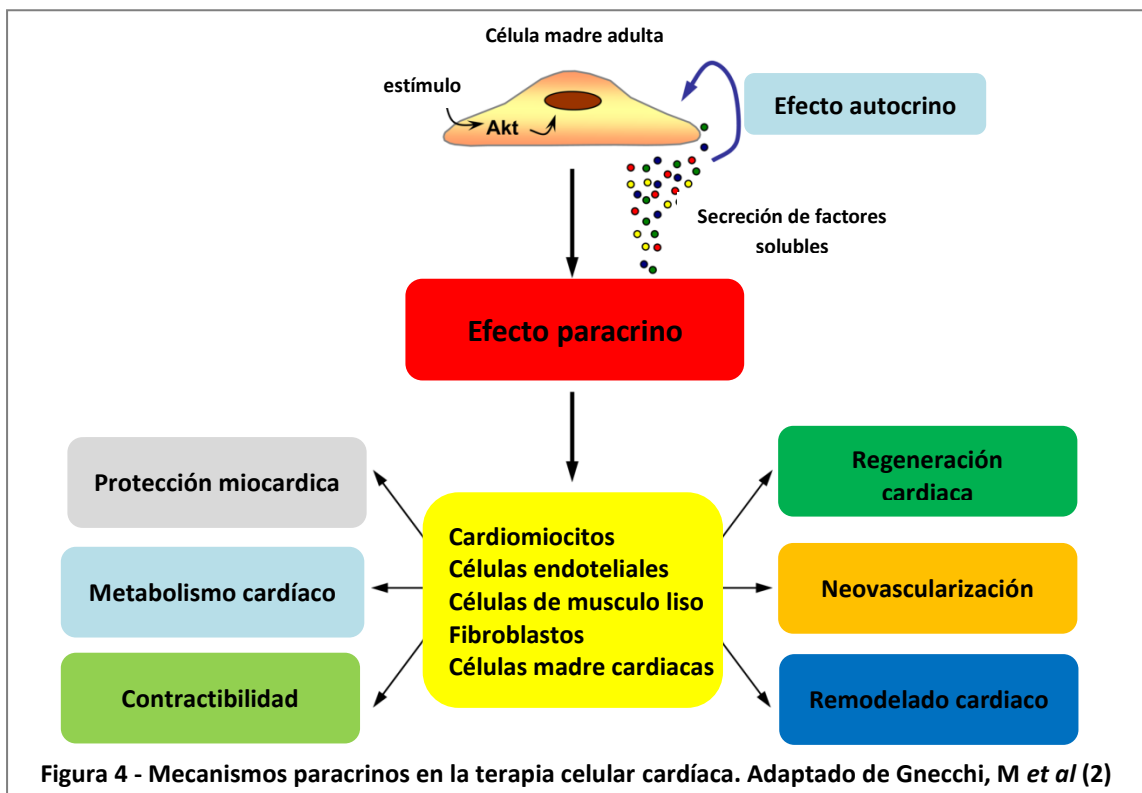 Célula madre adulta
estímulo
Akt
Efecto autocrino
Secreción de factores
solubles
Efecto paracrino
Protección miocardica
Metabolismo cardíaco
Contractibilidad
Cardiomiocitos
Células endoteliales
Células de musculo liso
Fibroblastos
Células madre cardiacas
Regeneración
cardiaca
Neovascularización
Remodelado cardiaco
Figura 4 - Mecanismos paracrinos en la terapia celular cardíaca. Adaptado de Gnecchi, M et al (2)